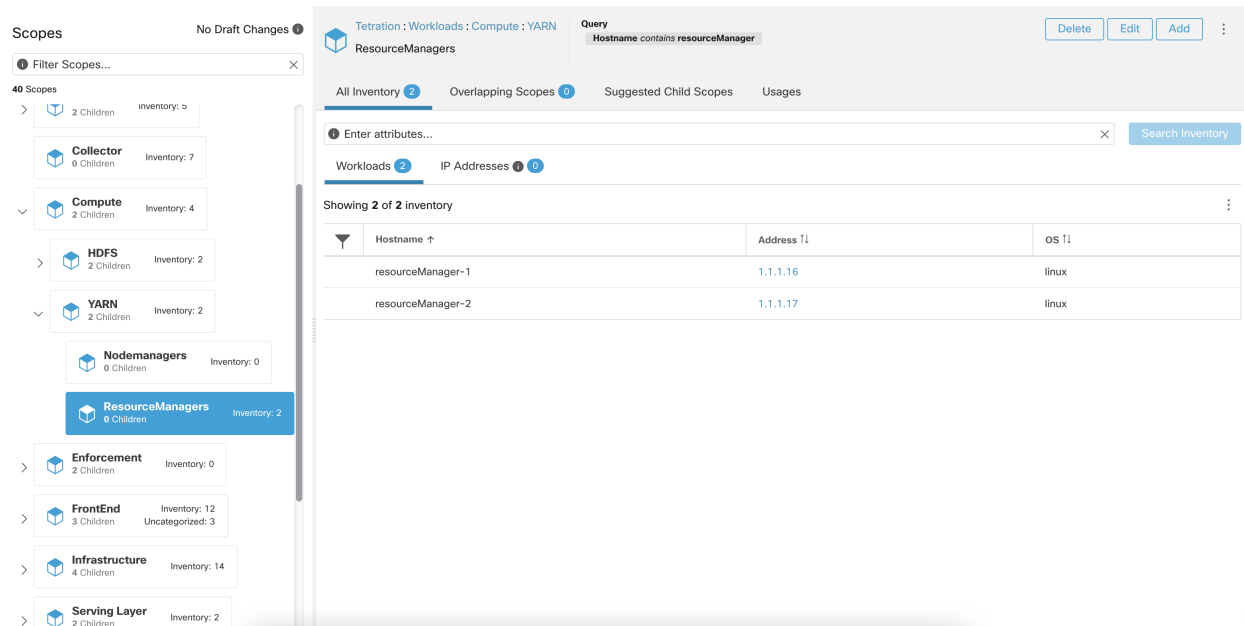 Scopes
No Draft Changes
Filter Scopes...
40 Scopes
2 Children
Inventory: 5
Collector
0 Children
Inventory: 7
Compute
2 Children
Inventory: 4
HDFS
2 Children
Inventory: 2
YARN
2 Children
Inventory: 2
Nodemanagers
0 Children
Inventory: 0
ResourceManagers
0 Children
Inventory: 2
Enforcement
2 Children
Inventory: 0
FrontEnd
3 Children
Inventory: 12
Uncategorized: 3
Infrastructure
4 Children
Inventory: 14
Serving Layer
2 Children
Inventory: 2
Tetration : Workloads : Compute : YARN
ResourceManagers
Query
Hostname contains resourceManager
Delete
Edit
Add
All Inventory 2
Overlapping Scopes 0
Suggested Child Scopes
Usages
Enter attributes...
Search Inventory
Workloads 2
IP Addresses 0
Showing 2 of 2 inventory
Hostname ↑ Address ↑↓ OS ↑↓
resourceManager-1 1.1.1.16 linux
resourceManager-2 1.1.1.17 linux